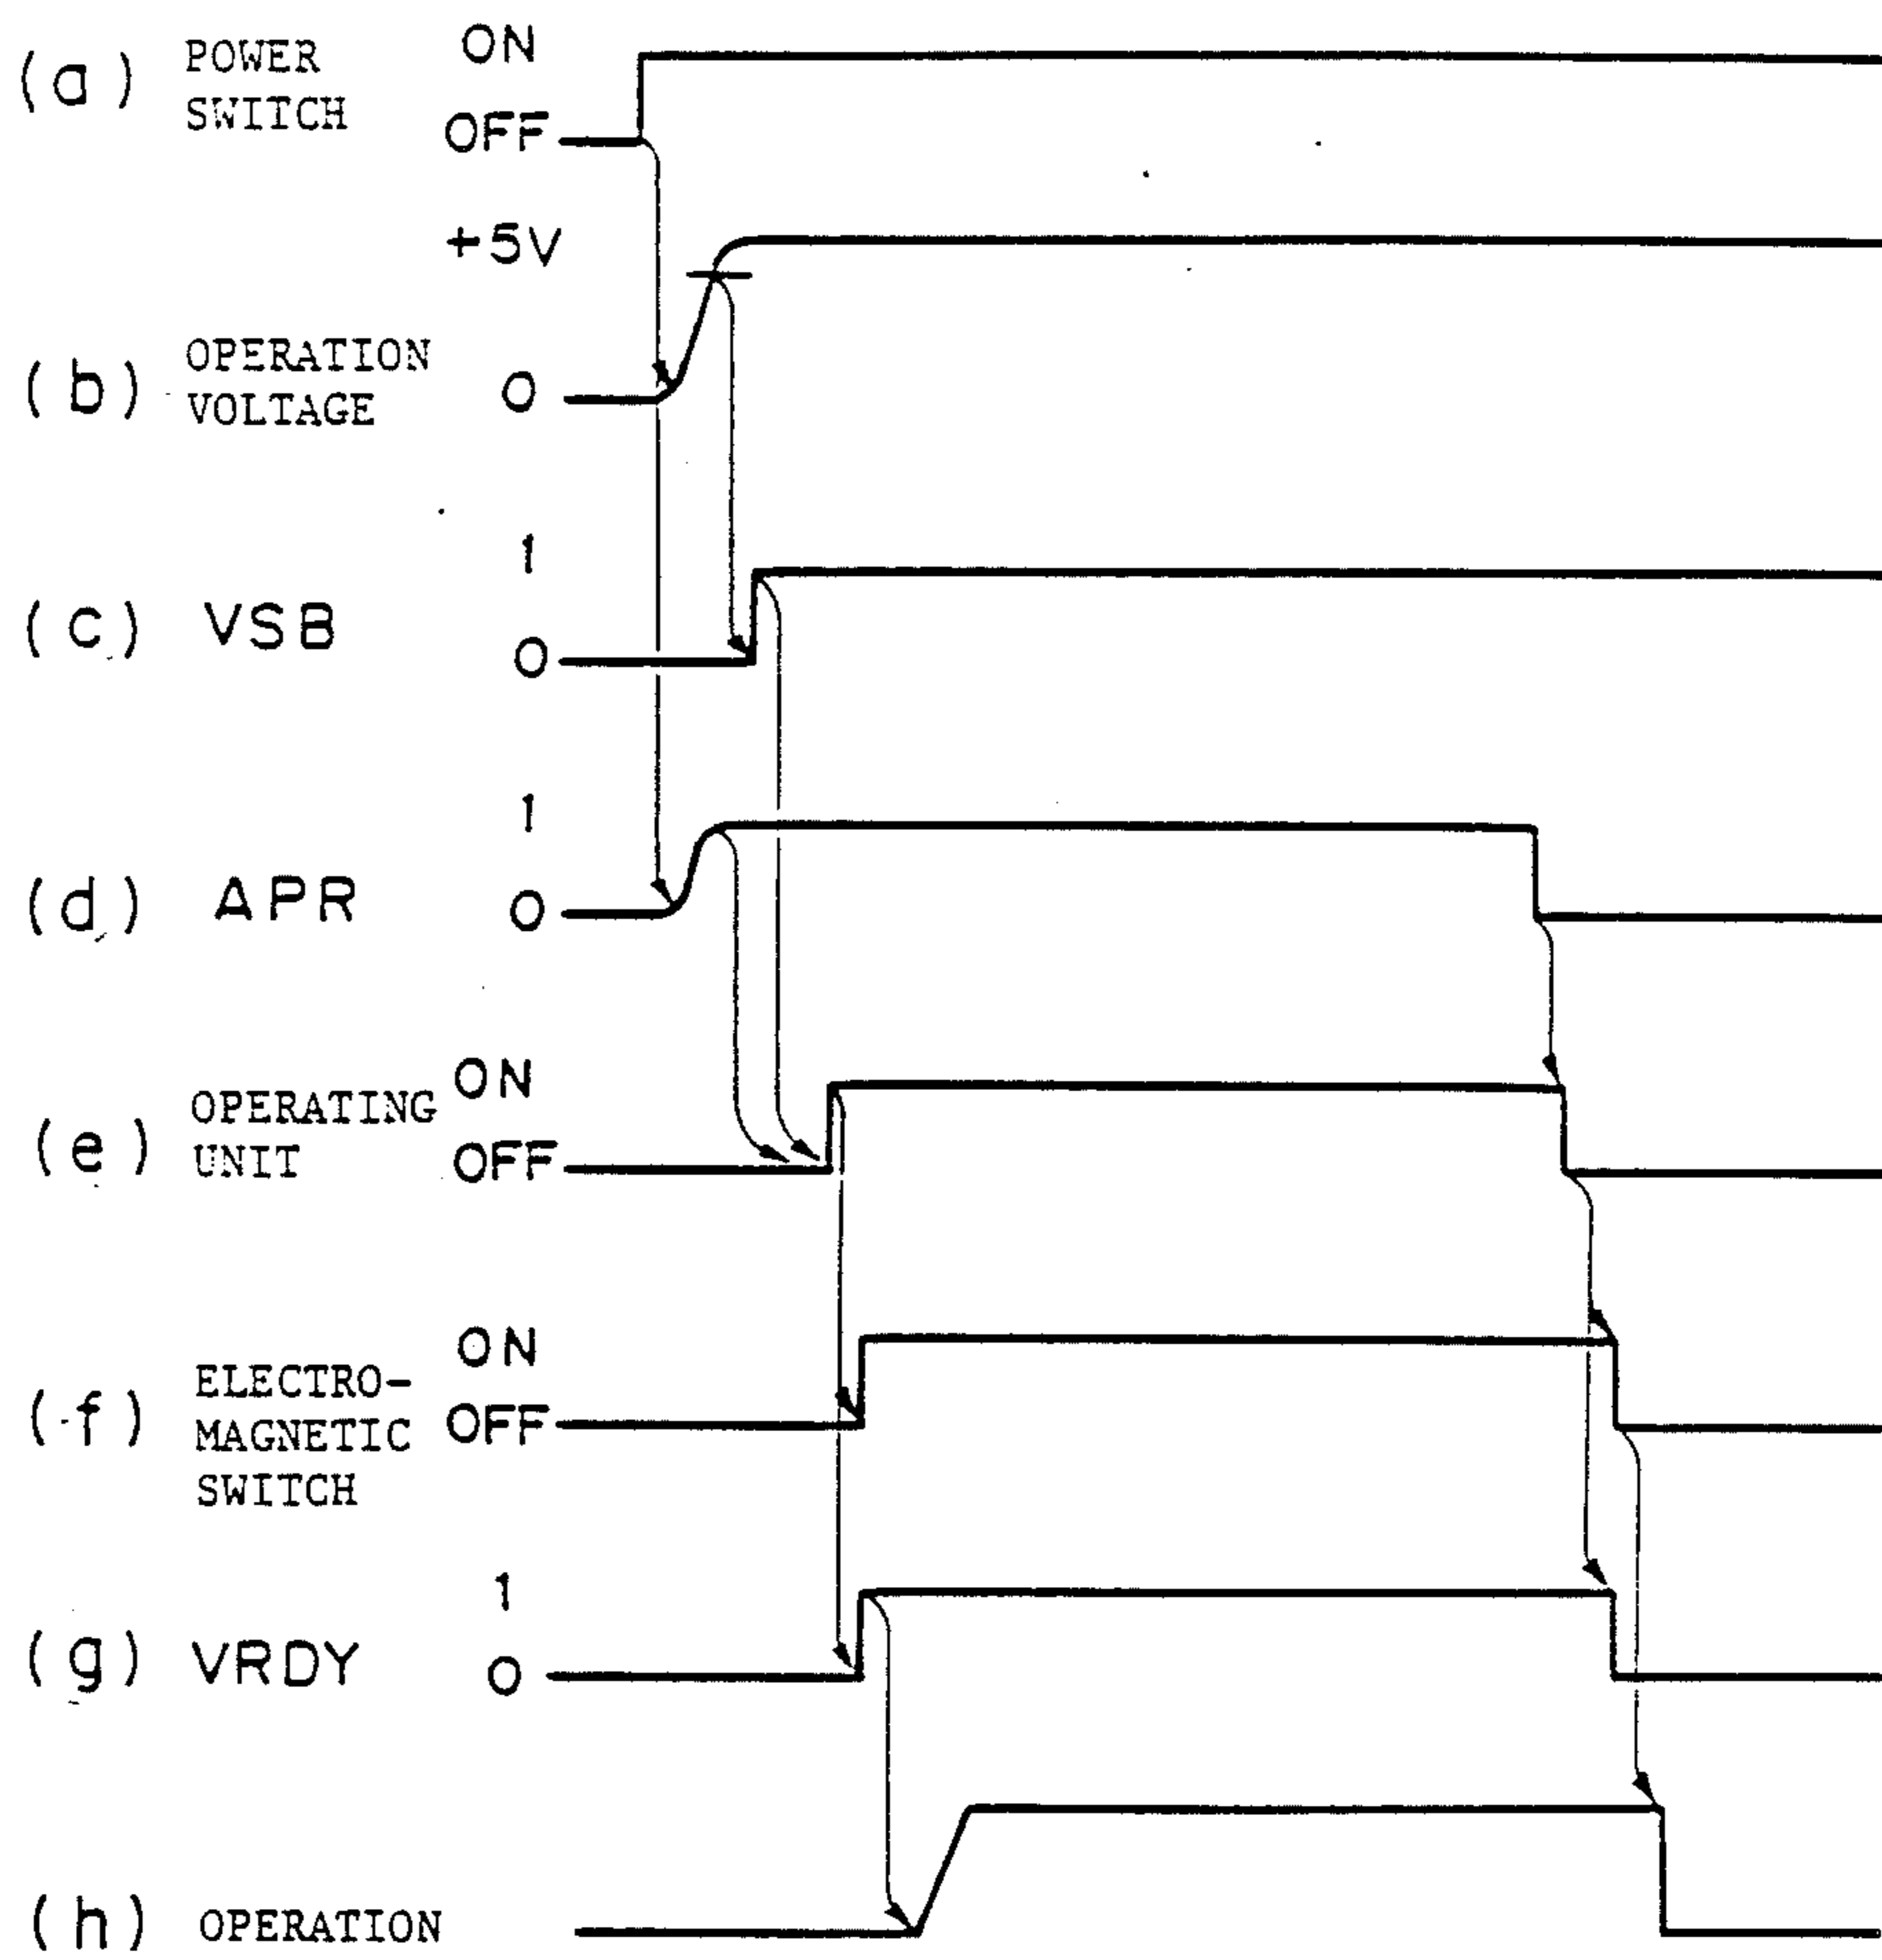 (a) POWER SWITCH ON
OFF
+5V
(b) OPERATION VOLTAGE 0
1
(c) VSB 0
1
(d) APR 0
ON
(e) OPERATING UNIT OFF
ON
(f) ELECTRO-MAGNETIC SWITCH OFF
1
(g) VRDY 0
(h) OPERATION